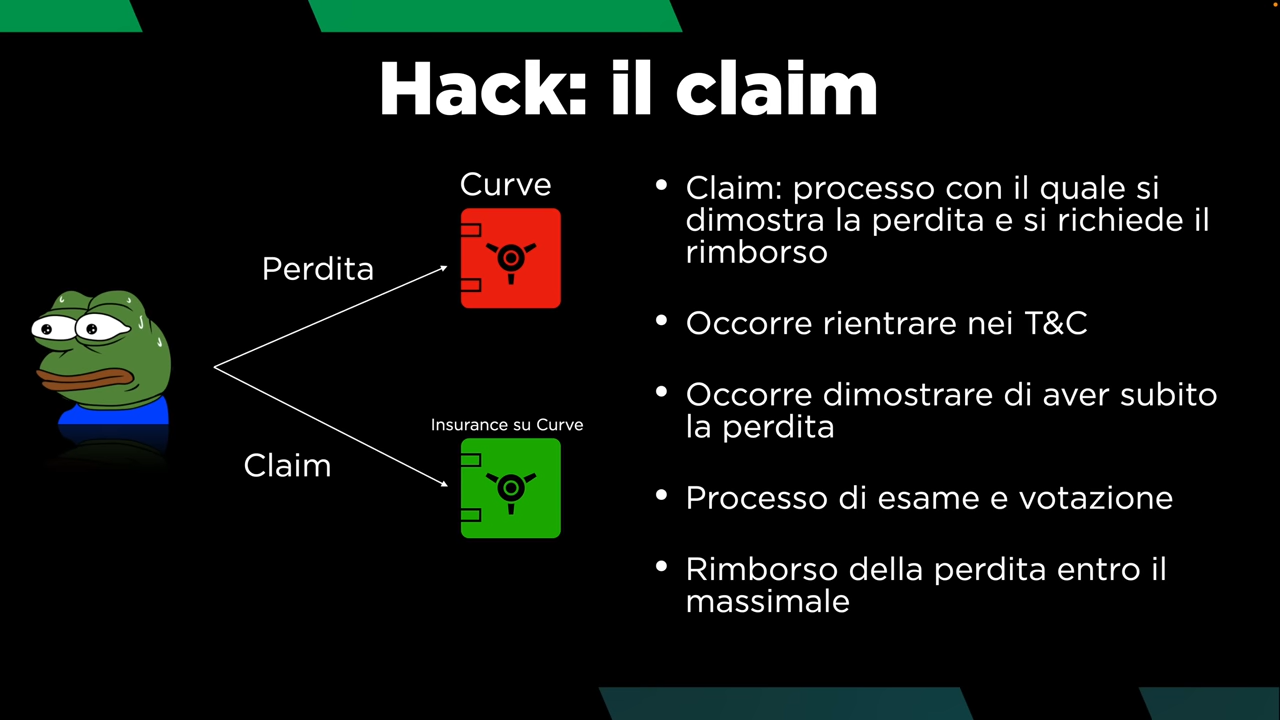 Hack: il claim
Curve
Perdita
Insurance su Curve
Claim
• Claim: processo con il quale si
dimostra la perdita e si richiede il
rimborso
• Occorre rientrare nei T&C
• Occorre dimostrare di aver subito
la perdita
• Processo di esame e votazione
• Rimborso della perdita entro il
massimale